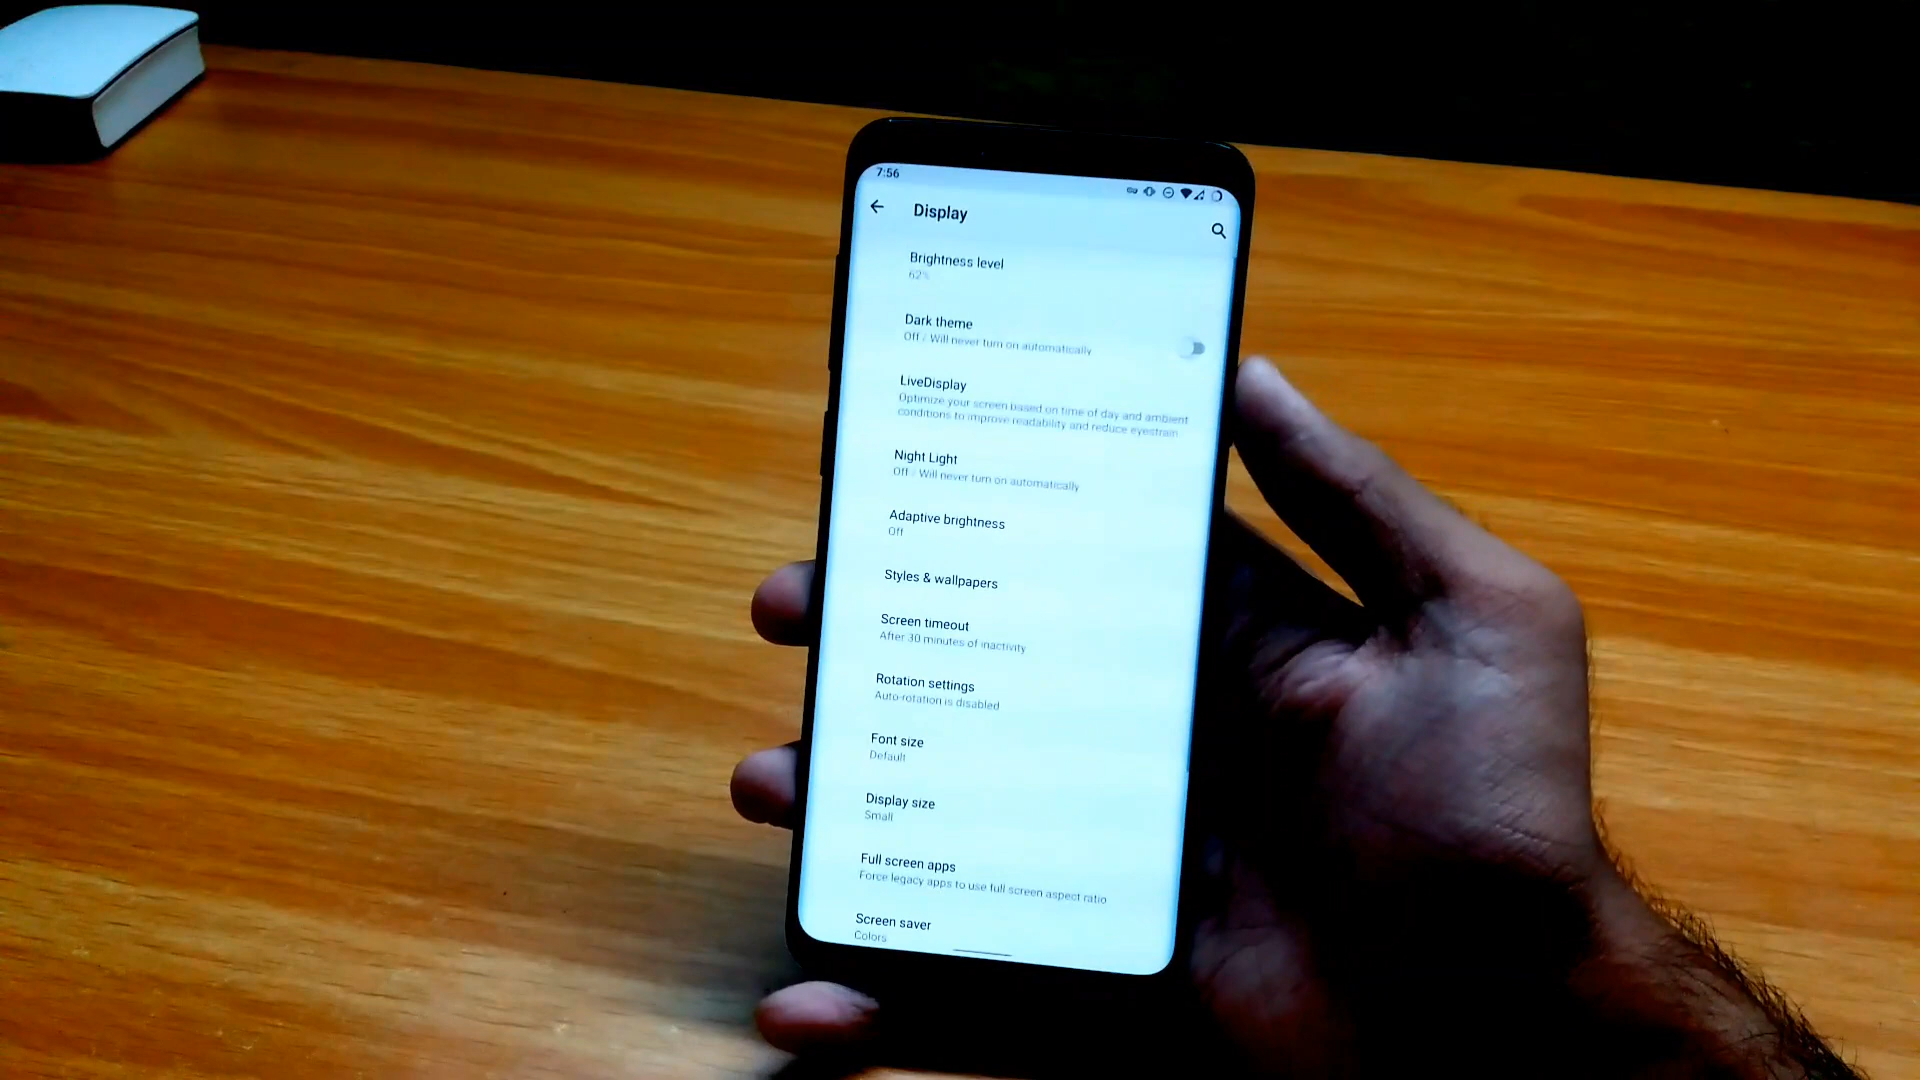 7:56
Display
Brightness level
62%
Dark theme
Off / Will never turn on automatically
LiveDisplay
Optimize your screen based on time of day and ambient
conditions to improve readability and reduce eyestrain
Night Light
Off / Will never turn on automatically
Adaptive brightness
Off
Styles & wallpapers
Screen timeout
After 30 minutes of inactivity
Rotation settings
Auto-rotation is disabled
Font size
Default
Display size
Small
Full screen apps
Force legacy apps to use full screen aspect ratio
Screen saver
Colors